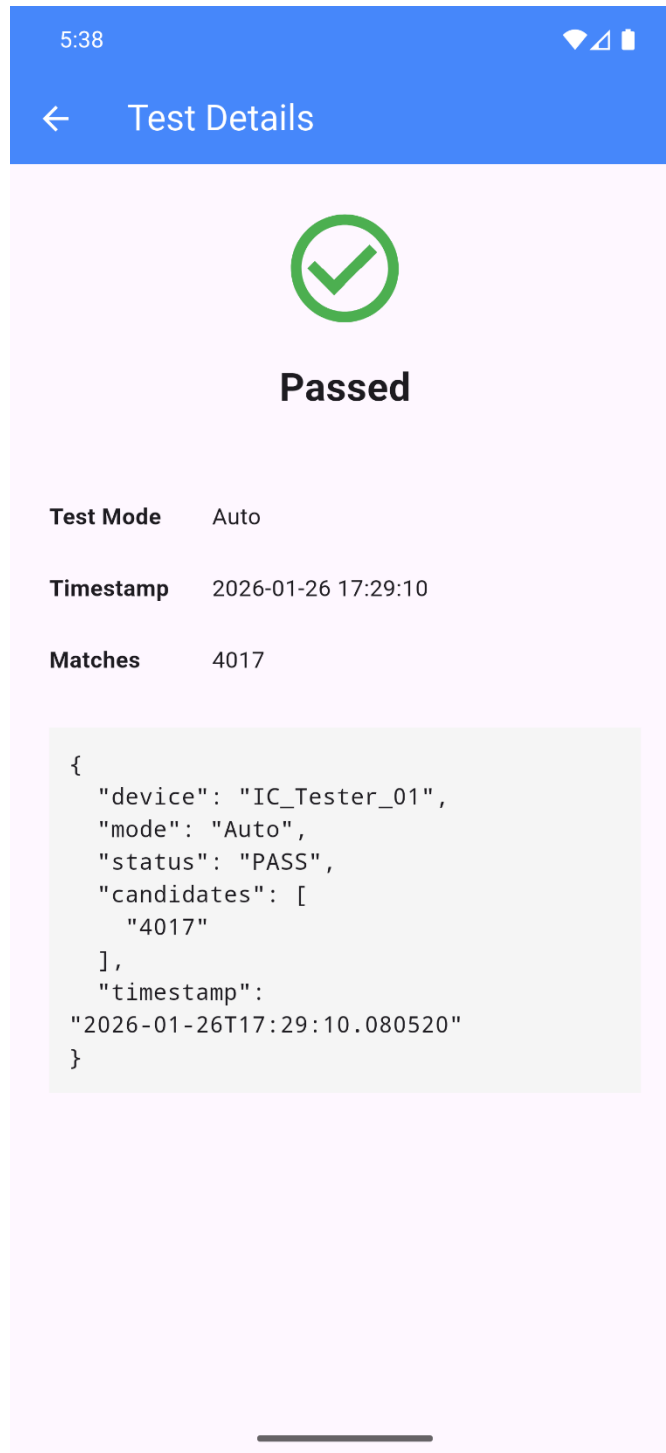 5:38
Test Details
Passed
Test Mode Auto
Timestamp 2026-01-26 17:29:10
Matches 4017
{
  "device": "IC_Tester_01",
  "mode": "Auto",
  "status": "PASS",
  "candidates": [
    "4017"
  ],
  "timestamp":
"2026-01-26T17:29:10.080520"
}